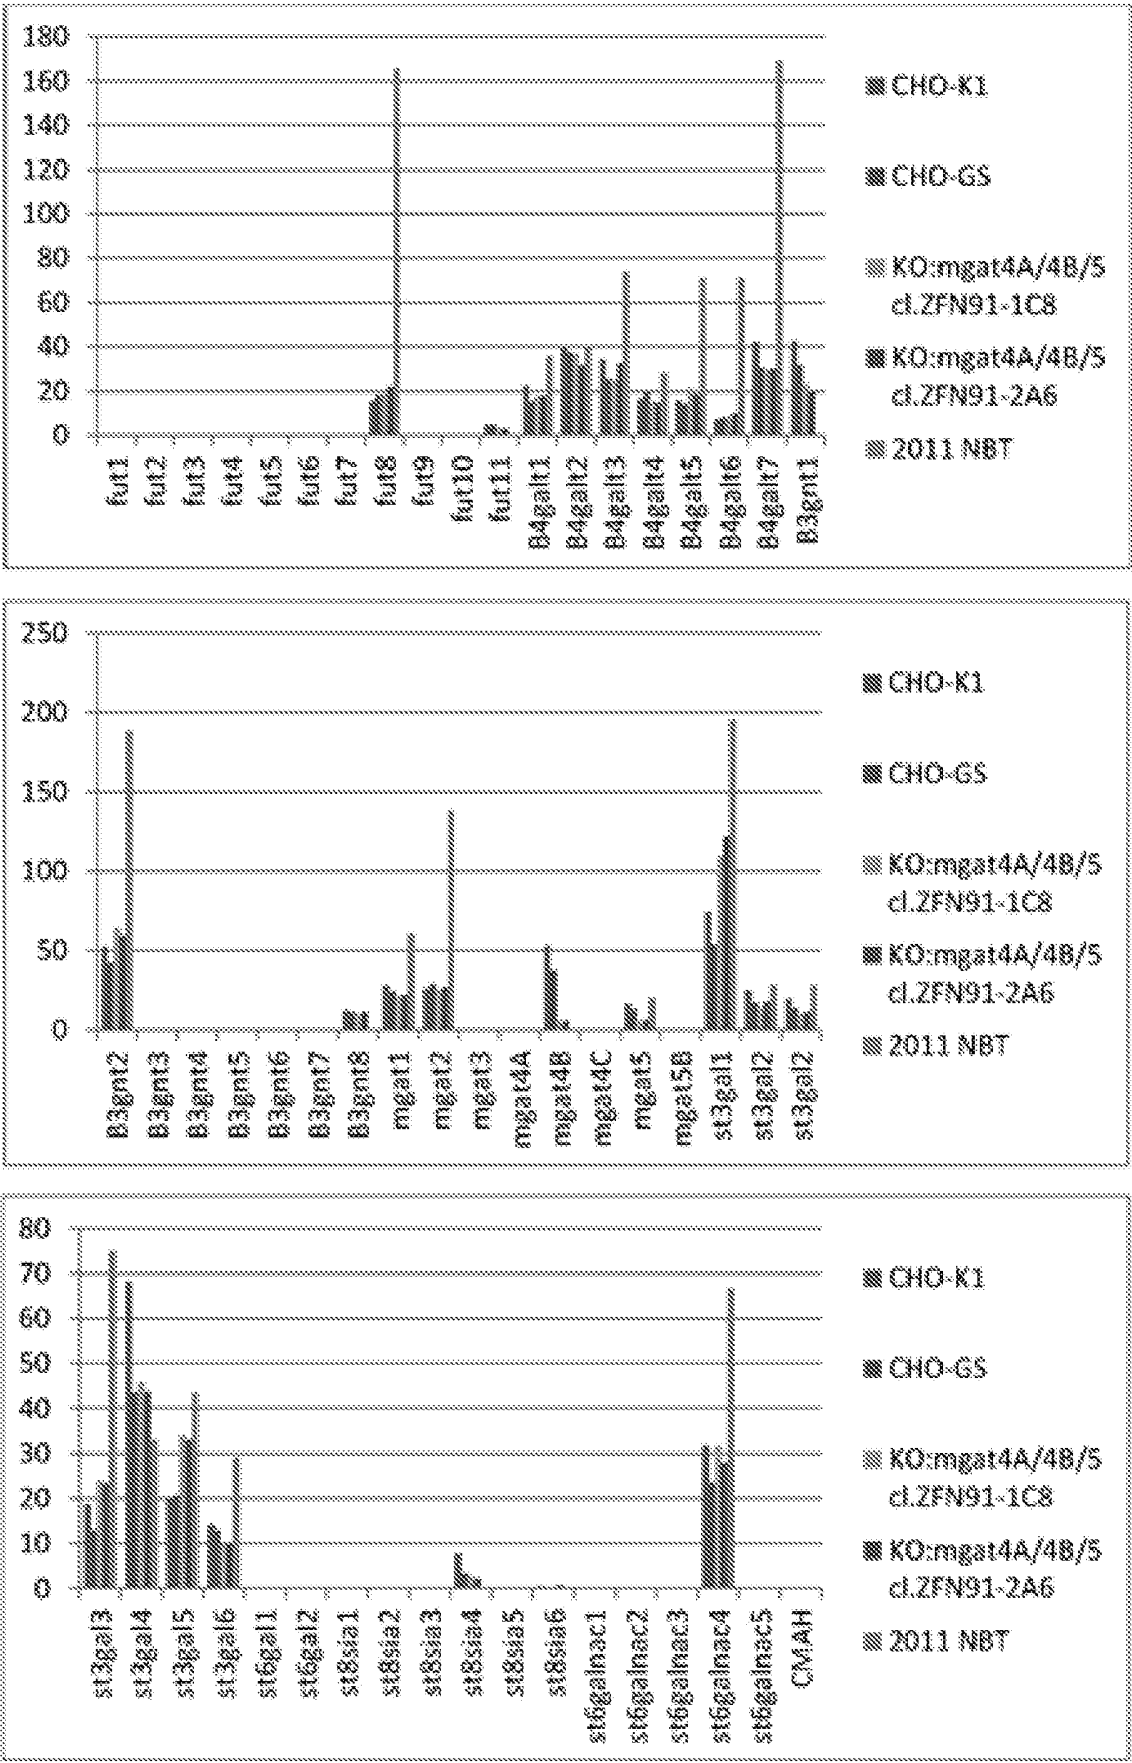 180
160
140
120
100
80
60
40
20
0
fut1
fut2
fut3
fut4
fut5
fut6
fut7
fut8
fut9
fut10
fut11
B4galt1
B4galt2
B4galt3
B4galt4
B4galt5
B4galt6
B4galt7
B3gnt1
CHO-K1
CHO-GS
KO:mgat4A/4B/5
cl.ZFN91-1C8
KO:mgat4A/4B/5
cl.ZFN91-2A6
2011 NBT
250
200
150
100
50
0
B3gnt2
B3gnt3
B3gnt4
B3gnt5
B3gnt6
B3gnt7
B3gnt8
mgat1
mgat2
mgat3
mgat4A
mgat4B
mgat4C
mgat5
mgat5B
st3gal1
st3gal2
st3gal2
CHO-K1
CHO-GS
KO:mgat4A/4B/5
cl.ZFN91-1C8
KO:mgat4A/4B/5
cl.ZFN91-2A6
2011 NBT
80
70
60
50
40
30
20
10
0
st3gal3
st3gal4
st3gal5
st3gal6
st6gal1
st6gal2
st8sia1
st8sia2
st8sia3
st8sia4
st8sia5
st8sia6
st6galnac1
st6galnac2
st6galnac3
st6galnac4
st6galnac5
CMAH
CHO-K1
CHO-GS
KO:mgat4A/4B/5
cl.ZFN91-1C8
KO:mgat4A/4B/5
cl.ZFN91-2A6
2011 NBT